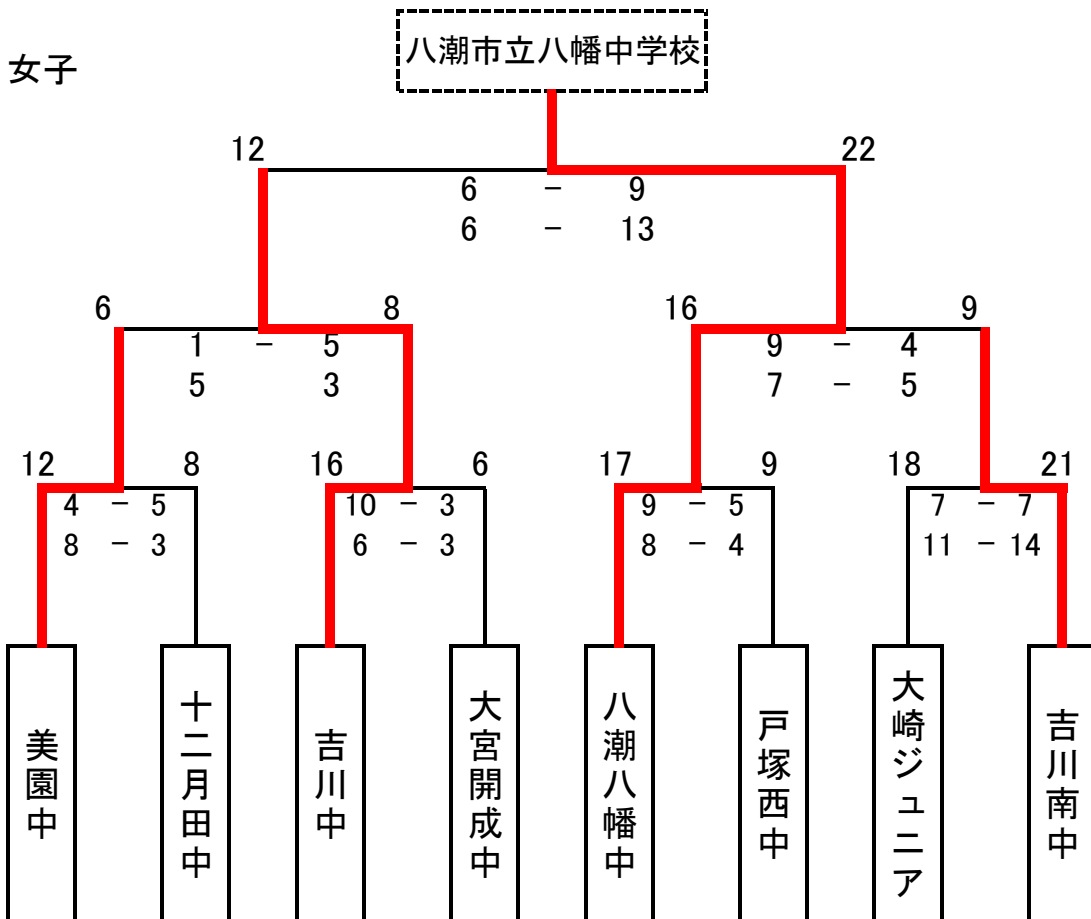 八潮市立八幡中学校
女子
12 22
6 － 9
6 － 13
6 8 16 9
1 － 5 9 － 4
5 3 7 － 5
12 8 16 6 17 9 18 21
4 － 5 10 － 3 9 － 5 7 － 7
8 － 3 6 － 3 8 － 4 11 － 14
美園中
十二月田中
吉川中
大宮開成中
八潮八幡中
戸塚西中
大崎ジュニア
吉川南中